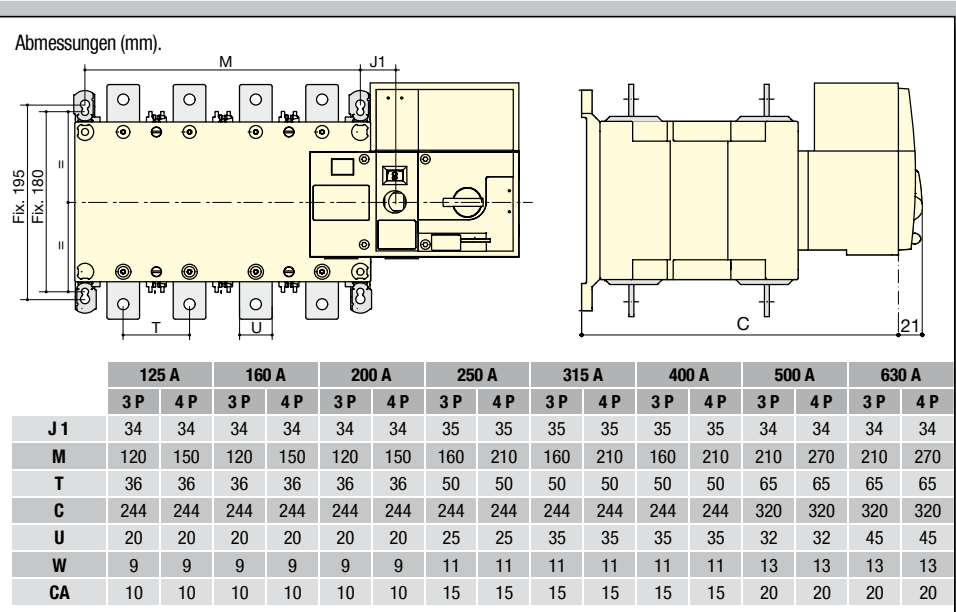 Abmessungen (mm).
M
J1
Fix. 195
Fix. 180
=
=
T
U
C
21
125 A 160 A 200 A 250 A 315 A 400 A 500 A 630 A
3 P 4 P 3 P 4 P 3 P 4 P 3 P 4 P 3 P 4 P 3 P 4 P 3 P 4 P 3 P 4 P
J 1 34 34 34 34 34 34 35 35 35 35 35 35 34 34 34 34
M 120 150 120 150 120 150 160 210 160 210 160 210 210 270 210 270
T 36 36 36 36 36 36 50 50 50 50 50 50 65 65 65 65
C 244 244 244 244 244 244 244 244 244 244 244 244 320 320 320 320
U 20 20 20 20 20 20 25 25 35 35 35 35 32 32 45 45
W 9 9 9 9 9 9 11 11 11 11 11 11 13 13 13 13
CA 10 10 10 10 10 10 15 15 15 15 15 15 20 20 20 20